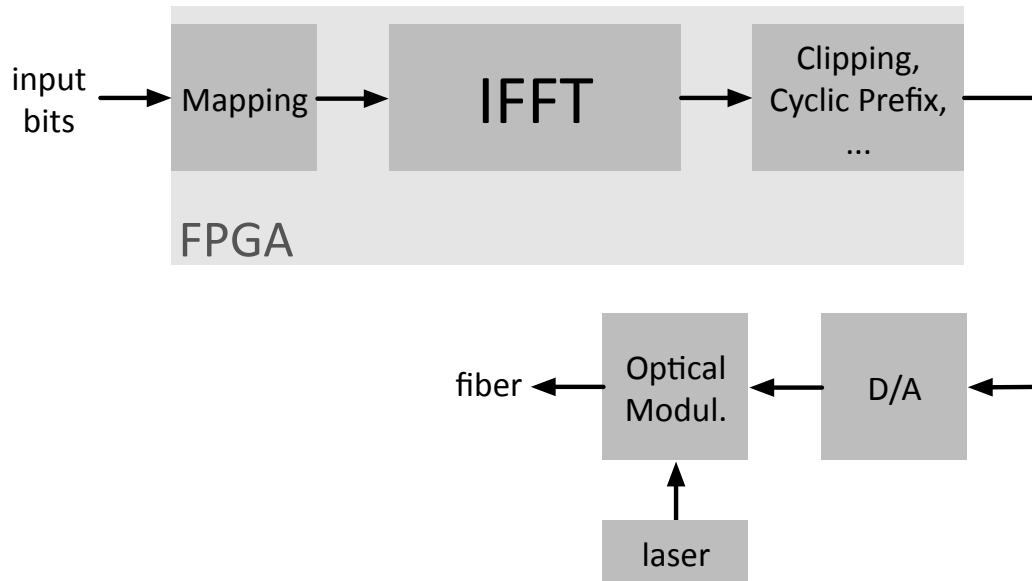 input
bits
Mapping
IFFT
Clipping,
Cyclic Prefix,
...
FPGA
fiber
Optical
Modul.
D/A
laser